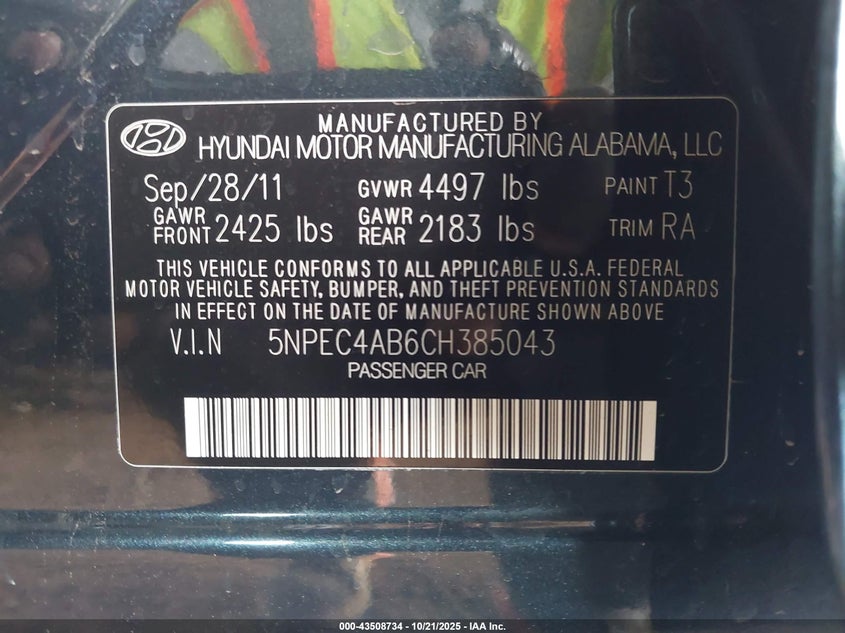 MANUFACTURED BY
HYUNDAI MOTOR MANUFACTURING ALABAMA, LLC
Sep/28/11 GVWR 4497 lbs PAINT T3
GAWR FRONT 2425 lbs GAWR REAR 2183 lbs TRIM RA
THIS VEHICLE CONFORMS TO ALL APPLICABLE U.S.A. FEDERAL
MOTOR VEHICLE SAFETY, BUMPER, AND THEFT PREVENTION STANDARDS
IN EFFECT ON THE DATE OF MANUFACTURE SHOWN ABOVE
V.I.N 5NPEC4AB6CH385043
PASSENGER CAR
000-43508734 - 10/21/2025 - IAA Inc.